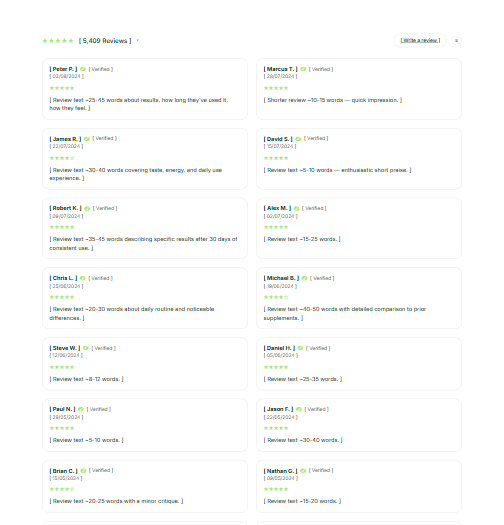 [ 5,409 Reviews ]
[ Write a review ]
[ Peter P. ] [ Verified ]
[ 03/08/2024 ]
[ Review text ~25-45 words about results, how long they've used it,
how they feel. ]
[ Marcus T. ] [ Verified ]
[ 28/07/2024 ]
[ Shorter review ~10-15 words — quick impression. ]
[ James R. ] [ Verified ]
[ 22/07/2024 ]
[ Review text ~30-40 words covering taste, energy, and daily use
experience. ]
[ David S. ] [ Verified ]
[ 15/07/2024 ]
[ Review text ~5-10 words — enthusiastic short praise. ]
[ Robert K. ] [ Verified ]
[ 09/07/2024 ]
[ Review text ~35-45 words describing specific results after 30 days of
consistent use. ]
[ Alex M. ] [ Verified ]
[ 02/07/2024 ]
[ Review text ~15-25 words. ]
[ Chris L. ] [ Verified ]
[ 25/06/2024 ]
[ Review text ~20-30 words about daily routine and noticeable
differences. ]
[ Michael B. ] [ Verified ]
[ 19/06/2024 ]
[ Review text ~40-50 words with detailed comparison to prior
supplements. ]
[ Steve W. ] [ Verified ]
[ 12/06/2024 ]
[ Review text ~8-12 words. ]
[ Daniel H. ] [ Verified ]
[ 05/06/2024 ]
[ Review text ~25-35 words. ]
[ Paul N. ] [ Verified ]
[ 29/05/2024 ]
[ Review text ~5-10 words. ]
[ Jason F. ] [ Verified ]
[ 22/05/2024 ]
[ Review text ~30-40 words. ]
[ Brian C. ] [ Verified ]
[ 15/05/2024 ]
[ Review text ~20-25 words with a minor critique. ]
[ Nathan G. ] [ Verified ]
[ 08/05/2024 ]
[ Review text ~15-20 words. ]